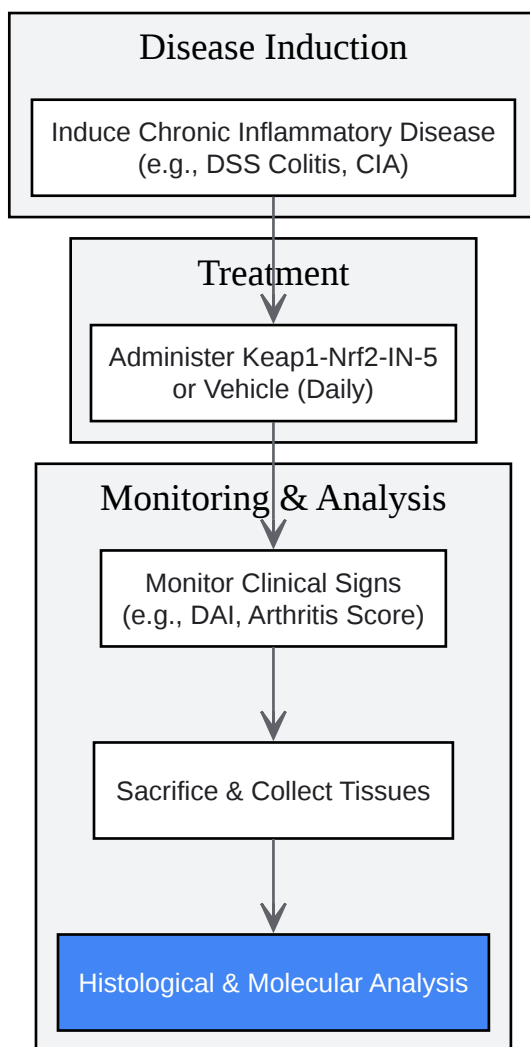 Disease Induction
Induce Chronic Inflammatory Disease
(e.g., DSS Colitis, CIA)
Treatment
Administer Keap1-Nrf2-IN-5
or Vehicle (Daily)
Monitoring & Analysis
Monitor Clinical Signs
(e.g., DAI, Arthritis Score)
Sacrifice & Collect Tissues
Histological & Molecular Analysis